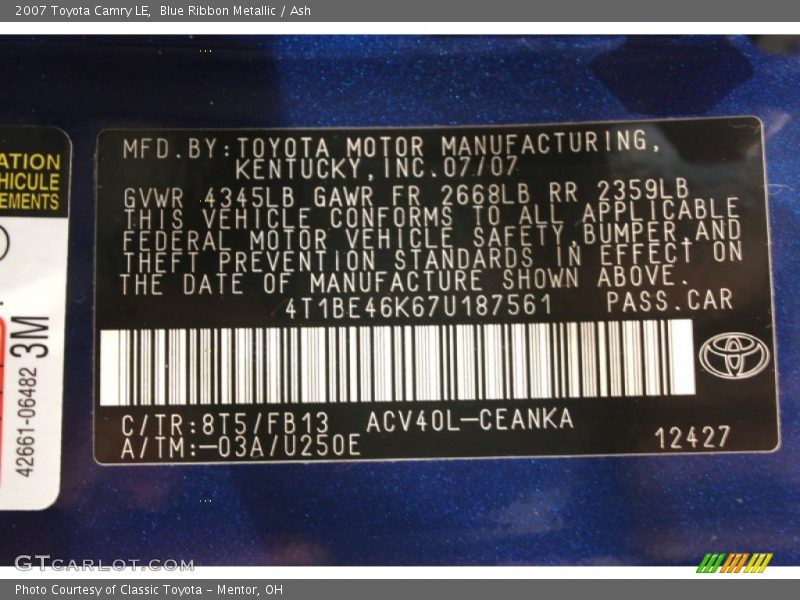 2007 Toyota Camry LE, Blue Ribbon Metallic / Ash
ATION
HICULE
EMENTS
42661-06482 3M
MFD.BY:TOYOTA MOTOR MANUFACTURING,
KENTUCKY,INC.07/07
GVWR 4345LB GAWR FR 2668LB RR 2359LB
THIS VEHICLE CONFORMS TO ALL APPLICABLE
FEDERAL MOTOR VEHICLE SAFETY,BUMPER,AND
THEFT PREVENTION STANDARDS IN EFFECT ON
THE DATE OF MANUFACTURE SHOWN ABOVE.
4T1BE46K67U187561 PASS.CAR
C/TR:8T5/FB13 ACV40L-CEANKA
A/TM:-03A/U250E
12427
GTCARLOT.COM
Photo Courtesy of Classic Toyota - Mentor, OH